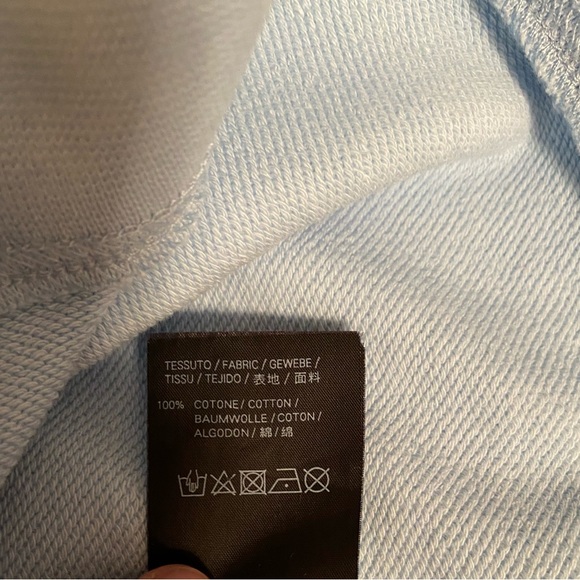 TESSUTO / FABRIC / GEWEBE /
TISSU / TEJIDO / 表地 / 面料
100% COTONE / COTTON /
BAUMWOLLE / COTON /
ALGODON / 綿 / 绵